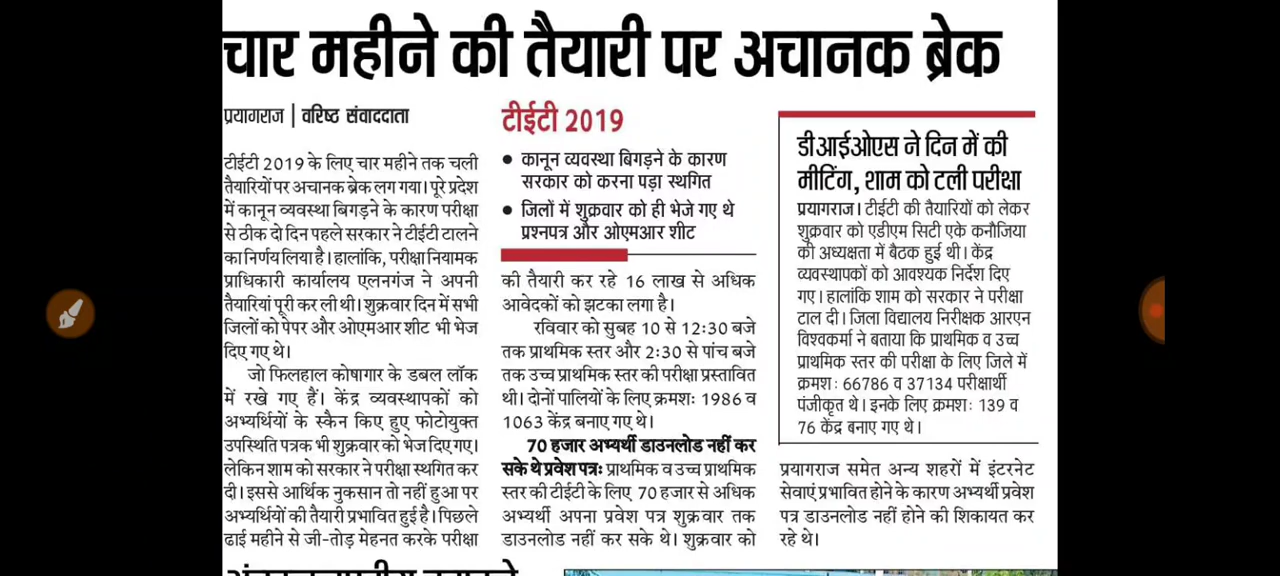 चार महीने की तैयारी पर अचानक ब्रेक
प्रयागराज | वरिष्ठ संवाददाता
टीईटी 2019 के लिए चार महीने तक चली
तैयारियों पर अचानक ब्रेक लग गया। पूरे प्रदेश
में कानून व्यवस्था बिगड़ने के कारण परीक्षा
से ठीक दो दिन पहले सरकार ने टीईटी टालने
का निर्णय लिया है। हालांकि, परीक्षा नियामक
प्राधिकारी कार्यालय एलनगंज ने अपनी
तैयारियां पूरी कर ली थी। शुक्रवार दिन में सभी
जिलों को पेपर और ओएमआर शीट भी भेज
दिए गए थे।
जो फिलहाल कोषागार के डबल लॉक
में रखे गए हैं। केंद्र व्यवस्थापकों को
अभ्यर्थियों के स्कैन किए हुए फोटोयुक्त
उपस्थिति पत्रक भी शुक्रवार को भेज दिए गए।
लेकिन शाम को सरकार ने परीक्षा स्थगित कर
दी। इससे आर्थिक नुकसान तो नहीं हुआ पर
अभ्यर्थियों की तैयारी प्रभावित हुई है। पिछले
ढाई महीने से जी-तोड़ मेहनत करके परीक्षा
टीईटी 2019
• कानून व्यवस्था बिगड़ने के कारण
सरकार को करना पड़ा स्थगित
• जिलों में शुक्रवार को ही भेजे गए थे
प्रश्नपत्र और ओएमआर शीट
की तैयारी कर रहे 16 लाख से अधिक
आवेदकों को झटका लगा है।
रविवार को सुबह 10 से 12:30 बजे
तक प्राथमिक स्तर और 2:30 से पांच बजे
तक उच्च प्राथमिक स्तर की परीक्षा प्रस्तावित
थी। दोनों पालियों के लिए क्रमशः 1986 व
1063 केंद्र बनाए गए थे।
70 हजार अभ्यर्थी डाउनलोड नहीं कर
सके थे प्रवेश पत्रः प्राथमिक व उच्च प्राथमिक
स्तर की टीईटी के लिए 70 हजार से अधिक
अभ्यर्थी अपना प्रवेश पत्र शुक्रवार तक
डाउनलोड नहीं कर सके थे। शुक्रवार को
डीआईओएस ने दिन में की
मीटिंग, शाम को टली परीक्षा
प्रयागराज। टीईटी की तैयारियों को लेकर
शुक्रवार को एडीएम सिटी एके कनौजिया
की अध्यक्षता में बैठक हुई थी। केंद्र
व्यवस्थापकों को आवश्यक निर्देश दिए
गए। हालांकि शाम को सरकार ने परीक्षा
टाल दी। जिला विद्यालय निरीक्षक आरएन
विश्वकर्मा ने बताया कि प्राथमिक व उच्च
प्राथमिक स्तर की परीक्षा के लिए जिले में
क्रमशः 66786 व 37134 परीक्षार्थी
पंजीकृत थे। इनके लिए क्रमशः 139 व
76 केंद्र बनाए गए थे।
प्रयागराज समेत अन्य शहरों में इंटरनेट
सेवाएं प्रभावित होने के कारण अभ्यर्थी प्रवेश
पत्र डाउनलोड नहीं होने की शिकायत कर
रहे थे।